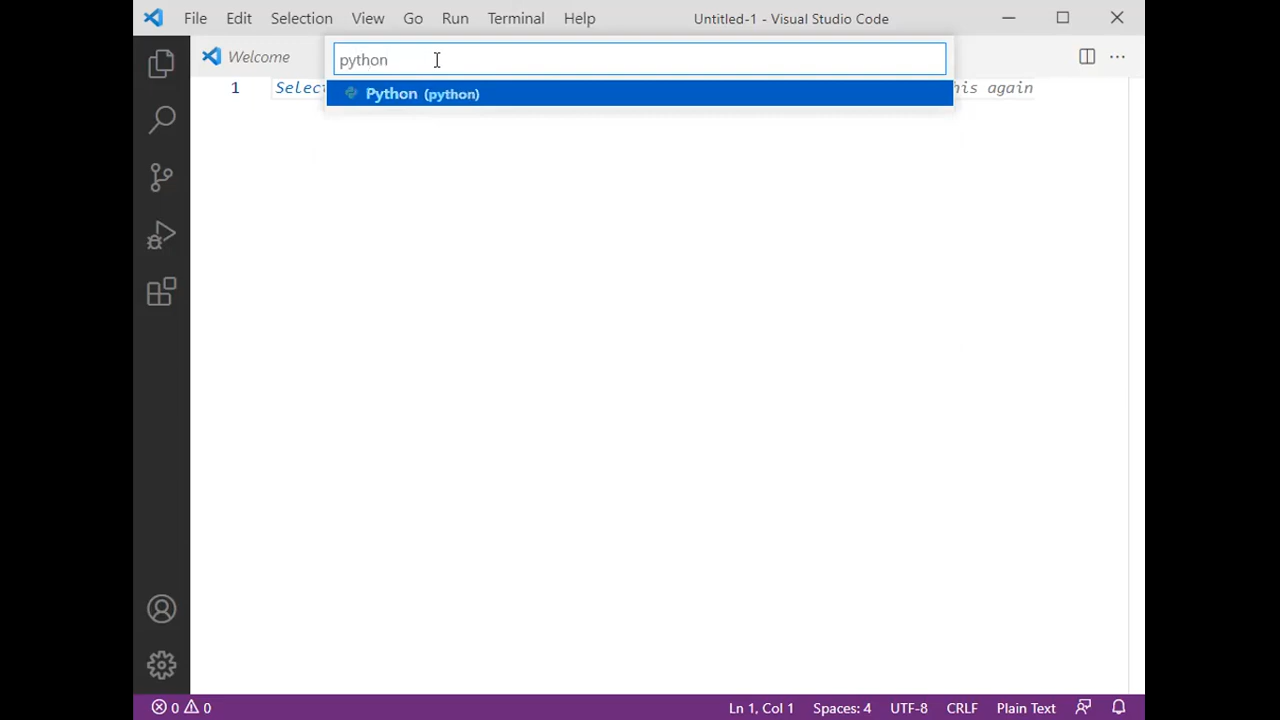 File Edit Selection View Go Run Terminal Help Untitled-1 - Visual Studio Code
Welcome
python
1 Select his again
Python (python)
0 0 Ln 1, Col 1 Spaces: 4 UTF-8 CRLF Plain Text